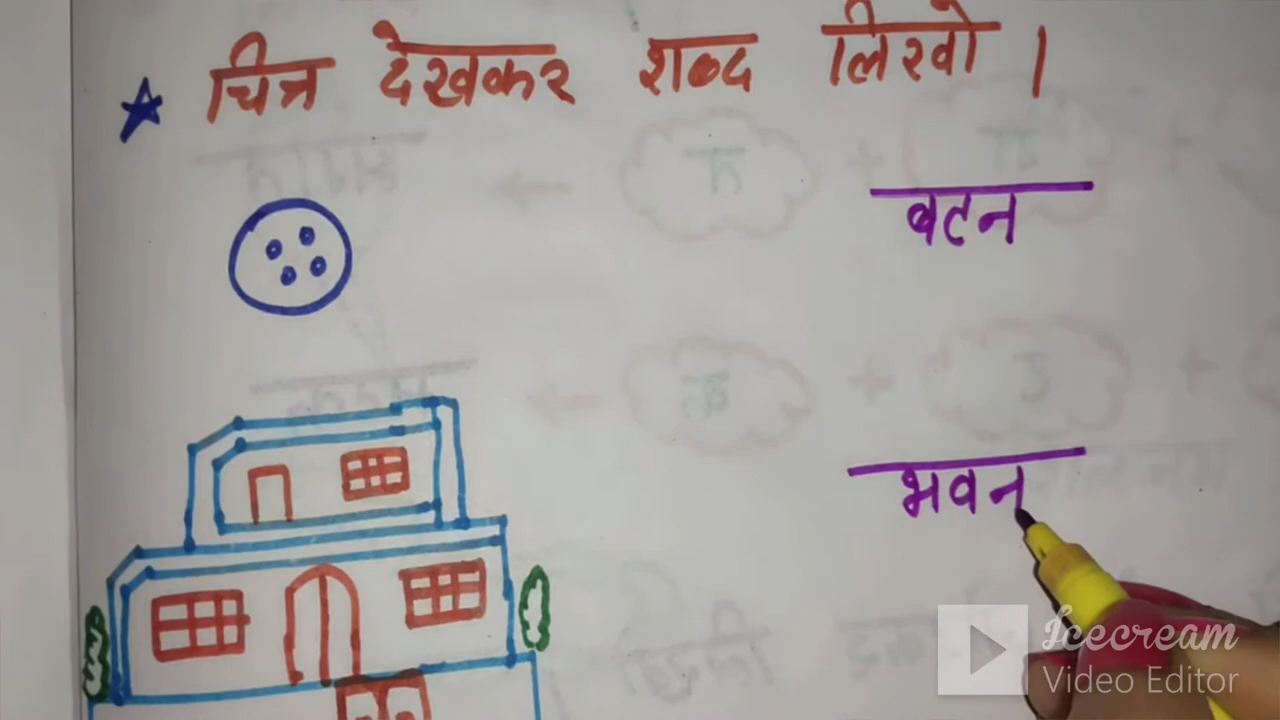 चित्र देखकर शब्द लिखो ।
बटन
भवन
Icecream
Video Editor